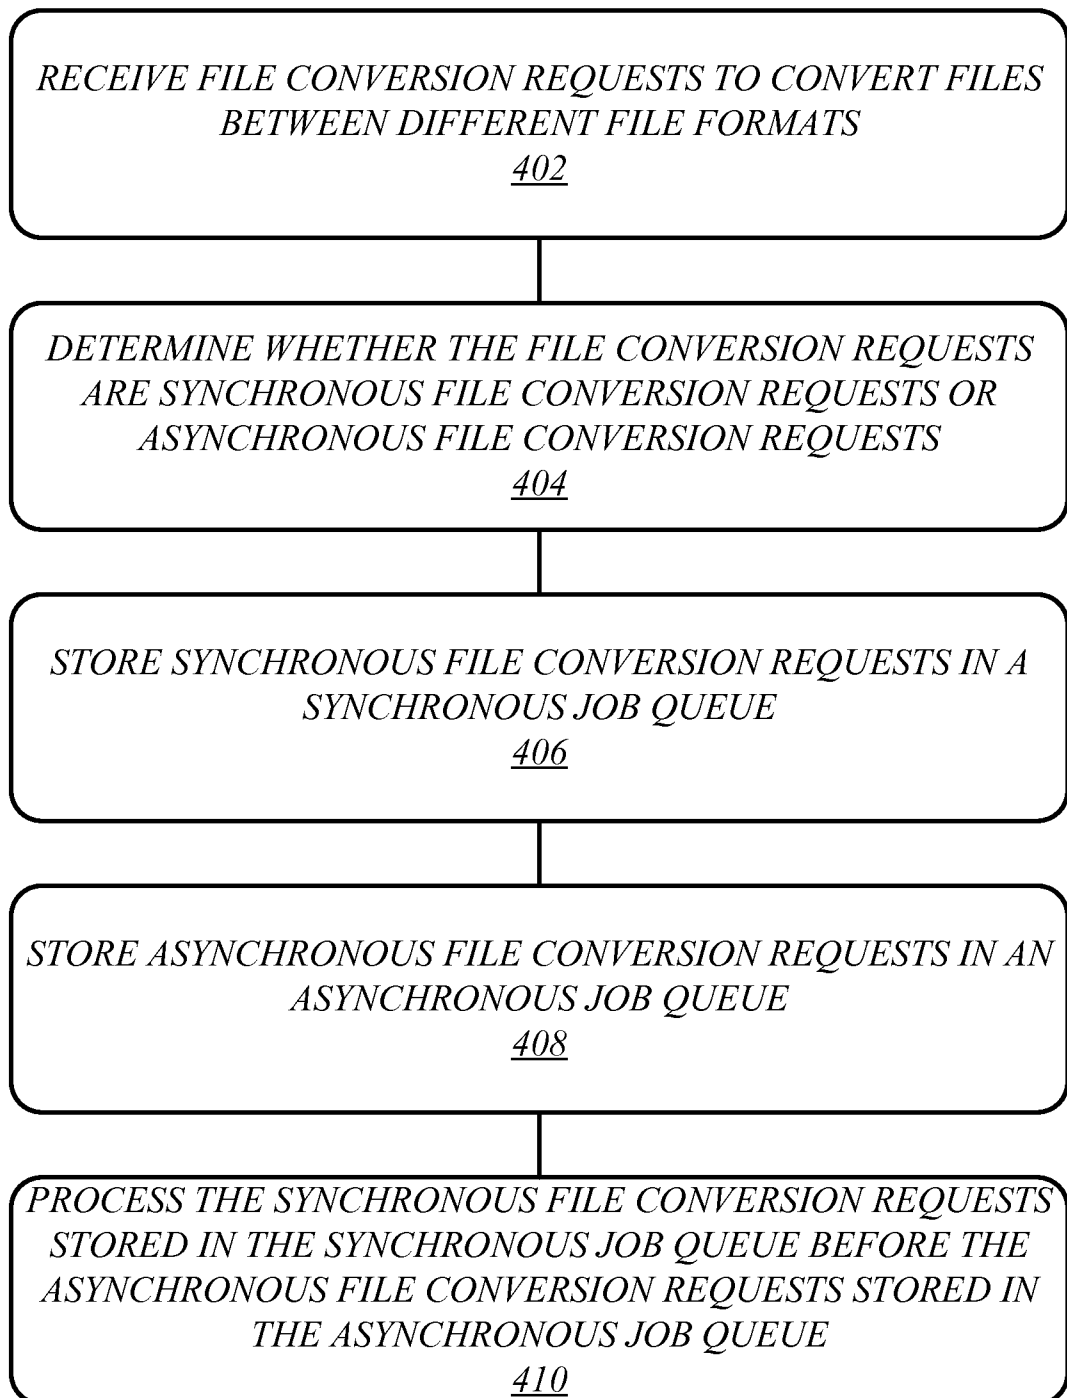 RECEIVE FILE CONVERSION REQUESTS TO CONVERT FILES
BETWEEN DIFFERENT FILE FORMATS
402
DETERMINE WHETHER THE FILE CONVERSION REQUESTS
ARE SYNCHRONOUS FILE CONVERSION REQUESTS OR
ASYNCHRONOUS FILE CONVERSION REQUESTS
404
STORE SYNCHRONOUS FILE CONVERSION REQUESTS IN A
SYNCHRONOUS JOB QUEUE
406
STORE ASYNCHRONOUS FILE CONVERSION REQUESTS IN AN
ASYNCHRONOUS JOB QUEUE
408
PROCESS THE SYNCHRONOUS FILE CONVERSION REQUESTS
STORED IN THE SYNCHRONOUS JOB QUEUE BEFORE THE
ASYNCHRONOUS FILE CONVERSION REQUESTS STORED IN
THE ASYNCHRONOUS JOB QUEUE
410